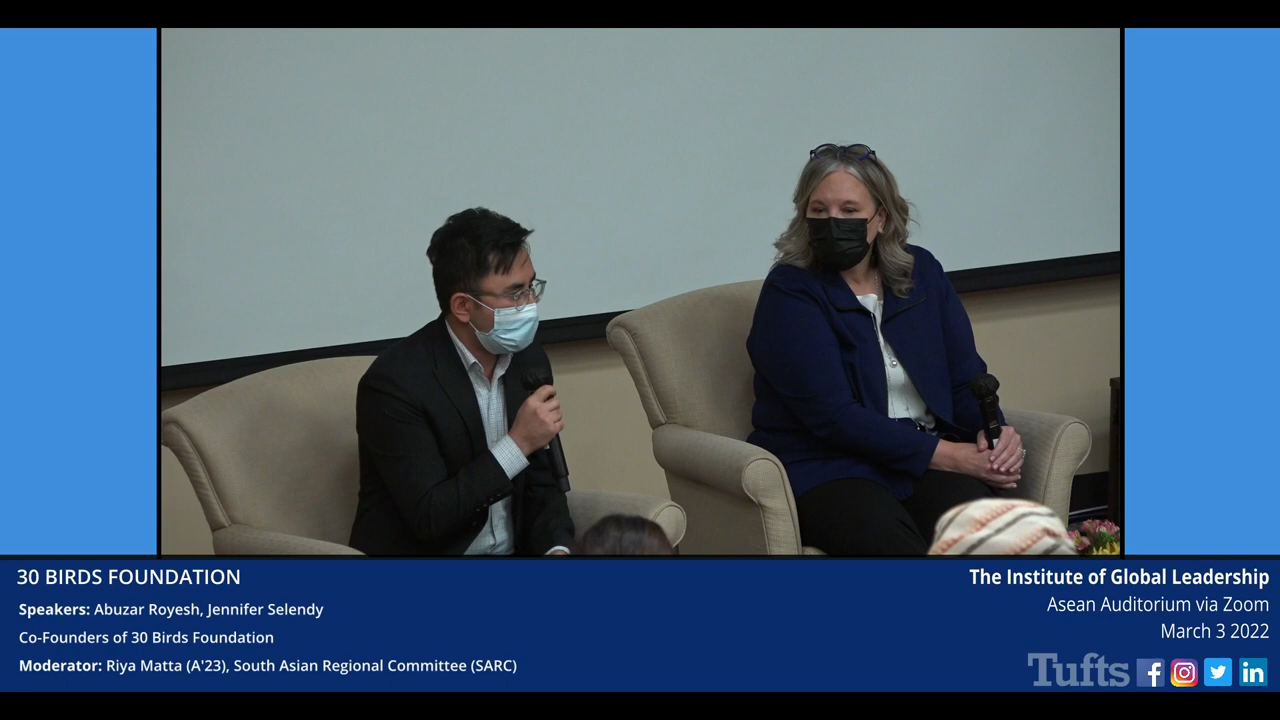 30 BIRDS FOUNDATION
Speakers: Abuzar Royesh, Jennifer Selendy
Co-Founders of 30 Birds Foundation
Moderator: Riya Matta (A'23), South Asian Regional Committee (SARC)
The Institute of Global Leadership
Asean Auditorium via Zoom
March 3 2022
Tufts